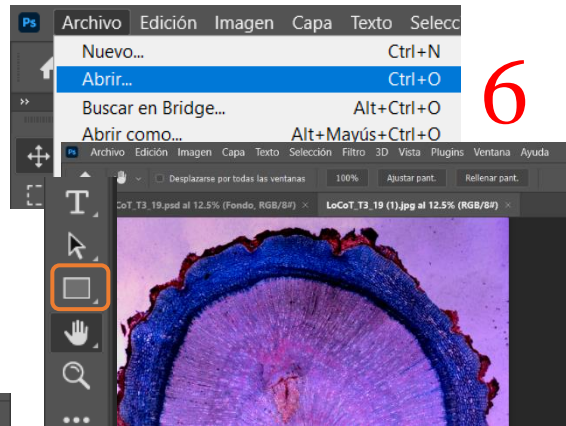 Ps Archivo Edición Imagen Capa Texto Selecc
Nuevo... Ctrl+N
Abrir... Ctrl+O
Buscar en Bridge... Alt+Ctrl+O
Abrir como... Alt+Mayús+Ctrl+O
6
Ps Archivo Edición Imagen Capa Texto Selección Filtro 3D Vista Plugins Ventana Ayuda
Desplazarse por todas las ventanas 100% Ajustar pant. Rellenar pant.
CoT_T3_19.psd al 12.5% (Fondo, RGB/8#) × LoCoT_T3_19 (1).jpg al 12.5% (RGB/8#) ×
T